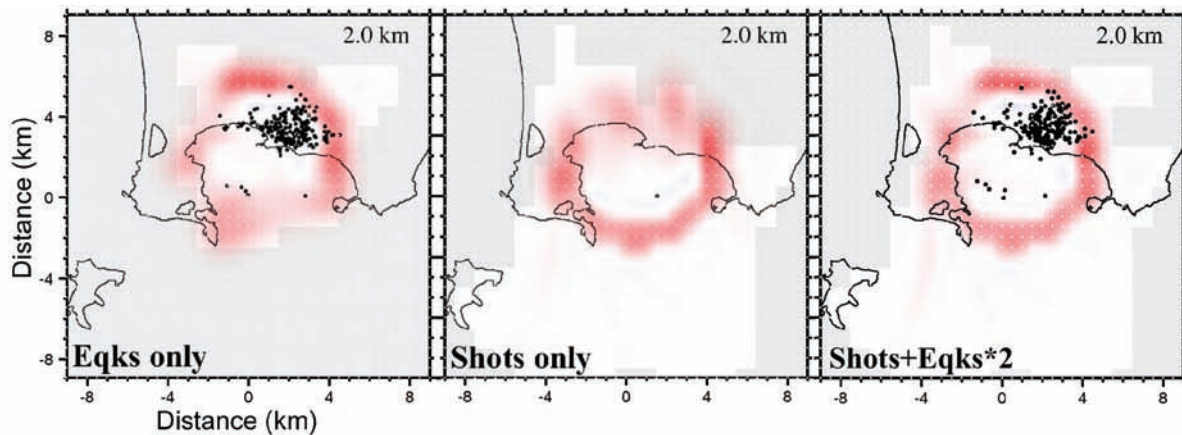 8
4
0
-4
-8
Distance (km)
2.0 km
2.0 km
2.0 km
Eqks only
Shots only
Shots+Eqks*2
-8 -4 0 4 8
-8 -4 0 4 8
-8 -4 0 4 8
Distance (km)